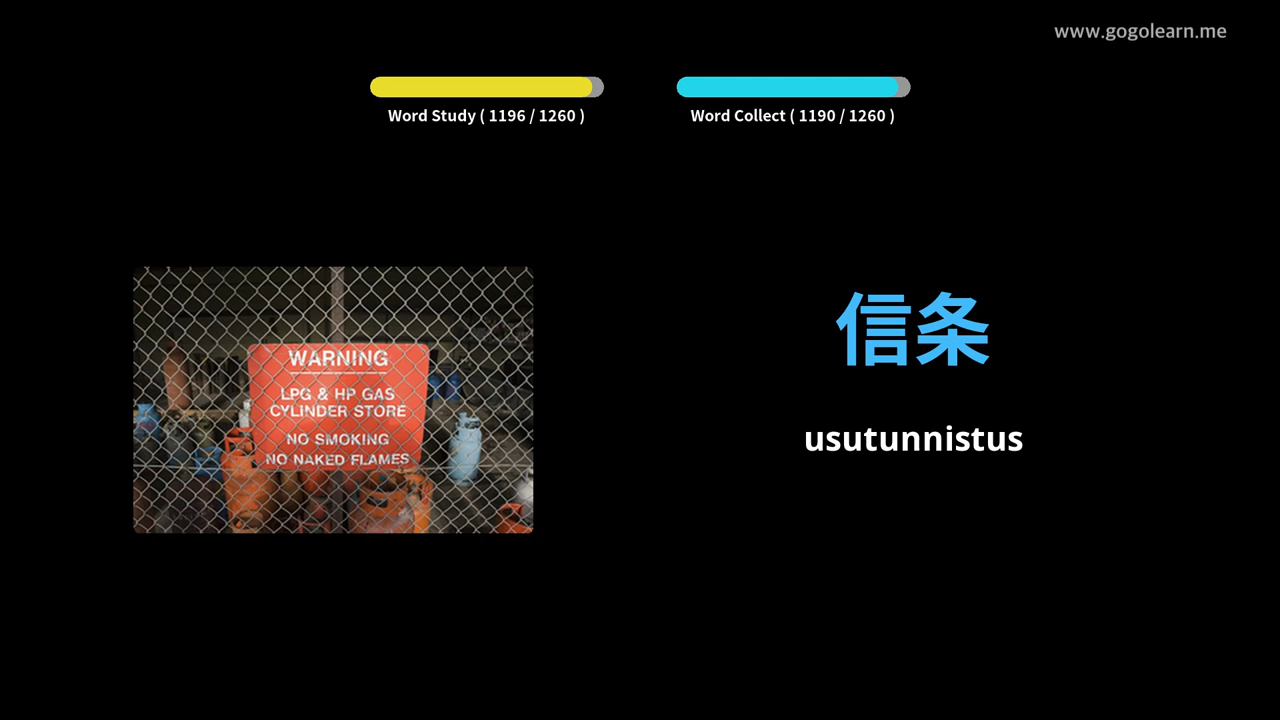 www.gogolearn.me
Word Study ( 1196 / 1260 )
Word Collect ( 1190 / 1260 )
WARNING
LPG & HP GAS
CYLINDER STORE
NO SMOKING
NO NAKED FLAMES
信条
usutunnistus